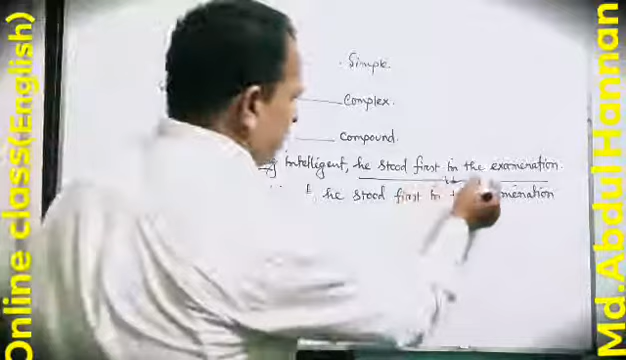 Online class(English)
Simple.
Complex.
Compound.
Intelligent, he stood first in the examination.
he stood first in
Md.Abdul Hannan